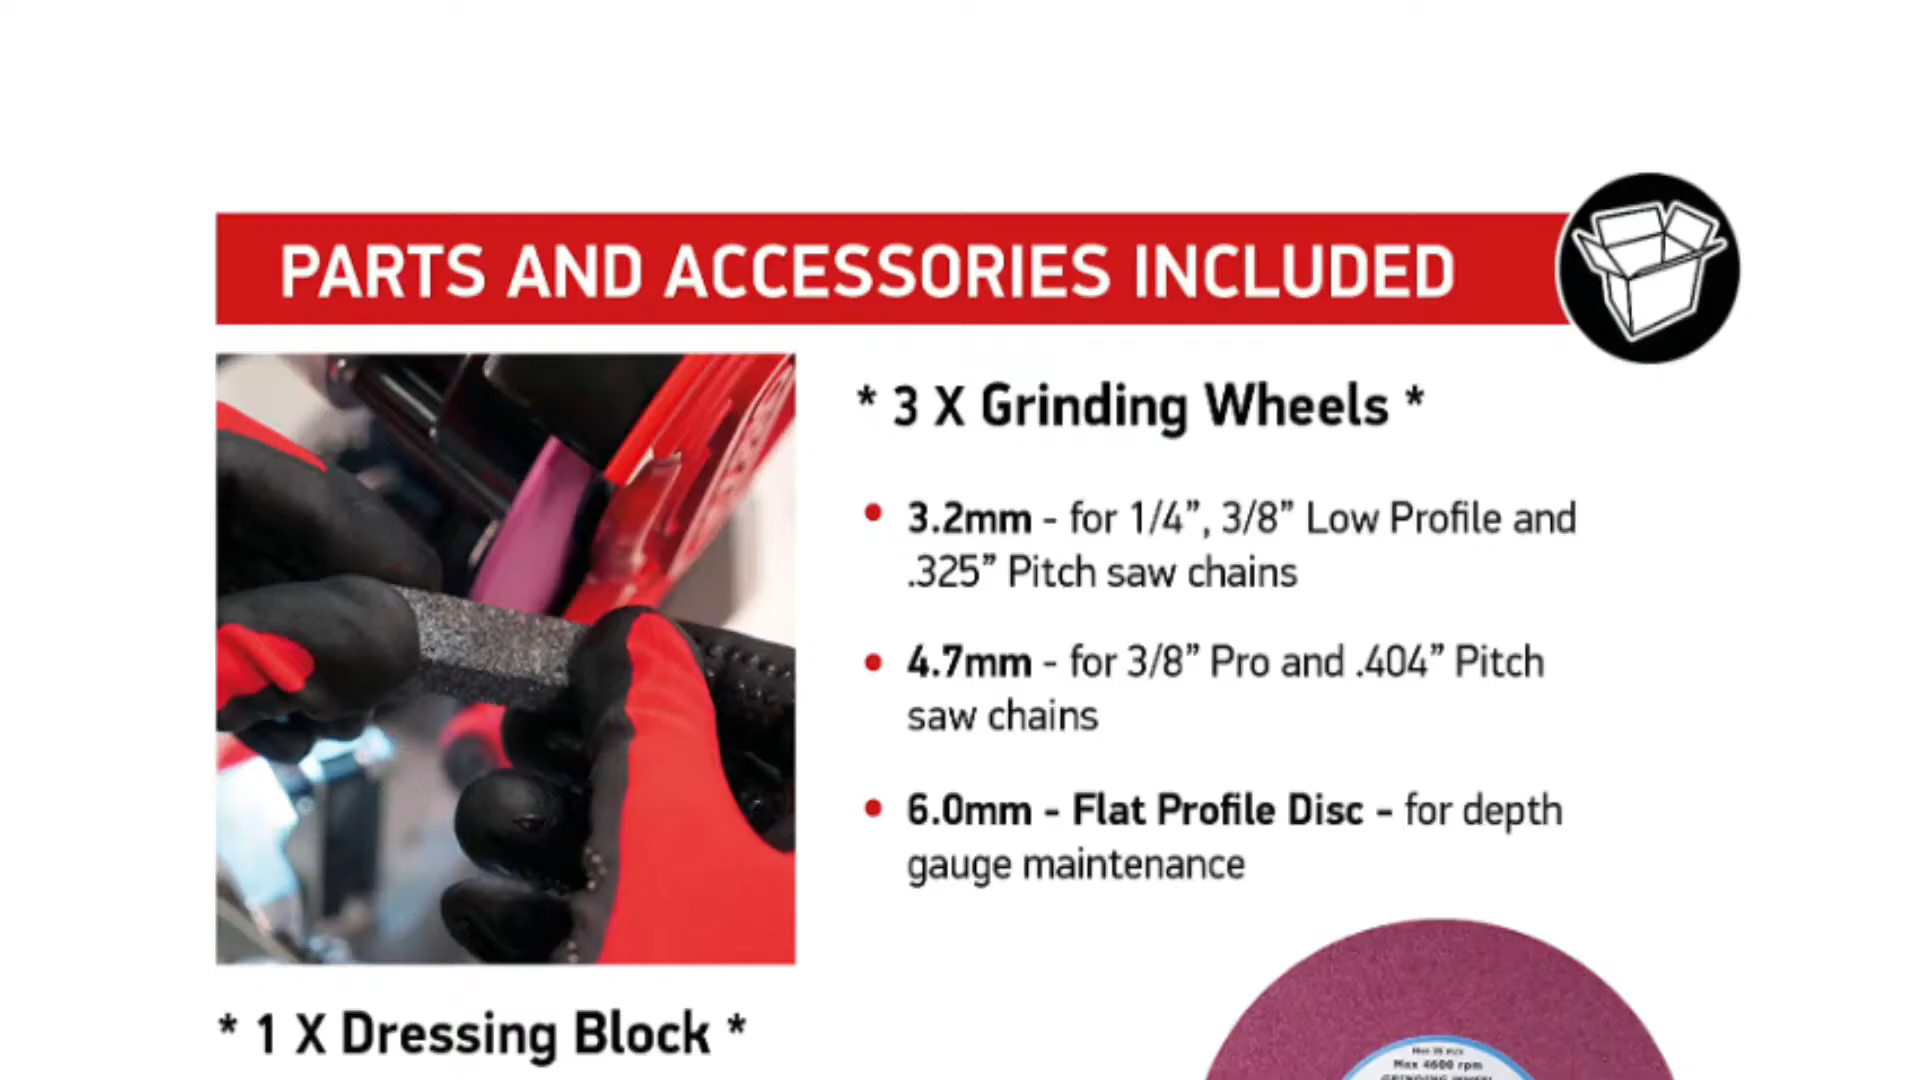 PARTS AND ACCESSORIES INCLUDED
* 3 X Grinding Wheels *
• 3.2mm - for 1/4”, 3/8” Low Profile and
.325” Pitch saw chains
• 4.7mm - for 3/8” Pro and .404” Pitch
saw chains
• 6.0mm - Flat Profile Disc - for depth
gauge maintenance
* 1 X Dressing Block *
Max 4600 rpm
GRINDING WHEEL